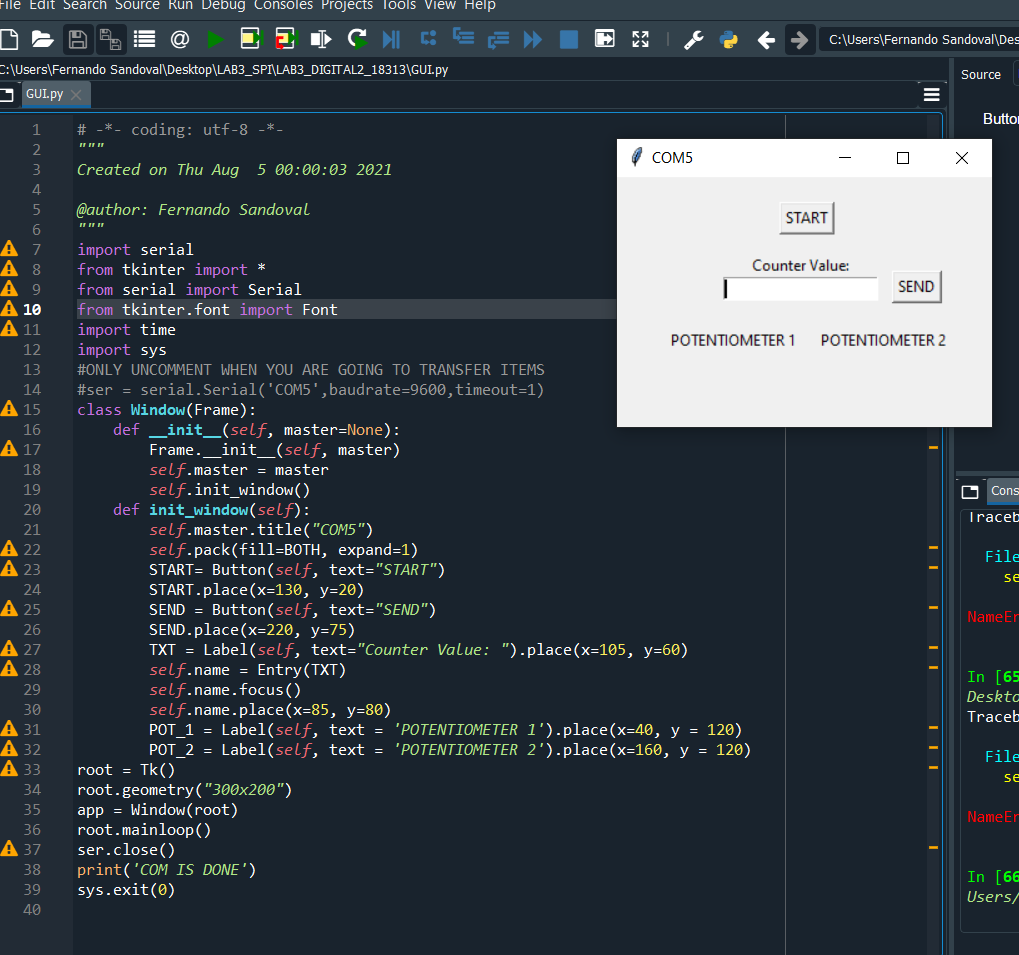 File Edit Search Source Run Debug Consoles Projects Tools View Help
C:\Users\Fernando Sandoval\Des
C:\Users\Fernando Sandoval\Desktop\LAB3_SPI\LAB3_DIGITAL2_18313\GUI.py
Source
GUI.py
Button
1 # -*- coding: utf-8 -*-
2 """
3 Created on Thu Aug  5 00:00:03 2021
4
5 @author: Fernando Sandoval
6 """
7 import serial
8 from tkinter import *
9 from serial import Serial
10 from tkinter.font import Font
11 import time
12 import sys
13 #ONLY UNCOMMENT WHEN YOU ARE GOING TO TRANSFER ITEMS
14 #ser = serial.Serial('COM5',baudrate=9600,timeout=1)
15 class Window(Frame):
16     def __init__(self, master=None):
17         Frame.__init__(self, master)
18         self.master = master
19         self.init_window()
20     def init_window(self):
21         self.master.title("COM5")
22         self.pack(fill=BOTH, expand=1)
23         START= Button(self, text="START")
24         START.place(x=130, y=20)
25         SEND = Button(self, text="SEND")
26         SEND.place(x=220, y=75)
27         TXT = Label(self, text="Counter Value: ").place(x=105, y=60)
28         self.name = Entry(TXT)
29         self.name.focus()
30         self.name.place(x=85, y=80)
31         POT_1 = Label(self, text = 'POTENTIOMETER 1').place(x=40, y = 120)
32         POT_2 = Label(self, text = 'POTENTIOMETER 2').place(x=160, y = 120)
33 root = Tk()
34 root.geometry("300x200")
35 app = Window(root)
36 root.mainloop()
37 ser.close()
38 print('COM IS DONE')
39 sys.exit(0)
40
COM5
START
Counter Value:
SEND
POTENTIOMETER 1 POTENTIOMETER 2
Cons
Traceb
File
se
NameEr
In [65
Deskto
Traceb
File
se
NameEr
In [66
Users/